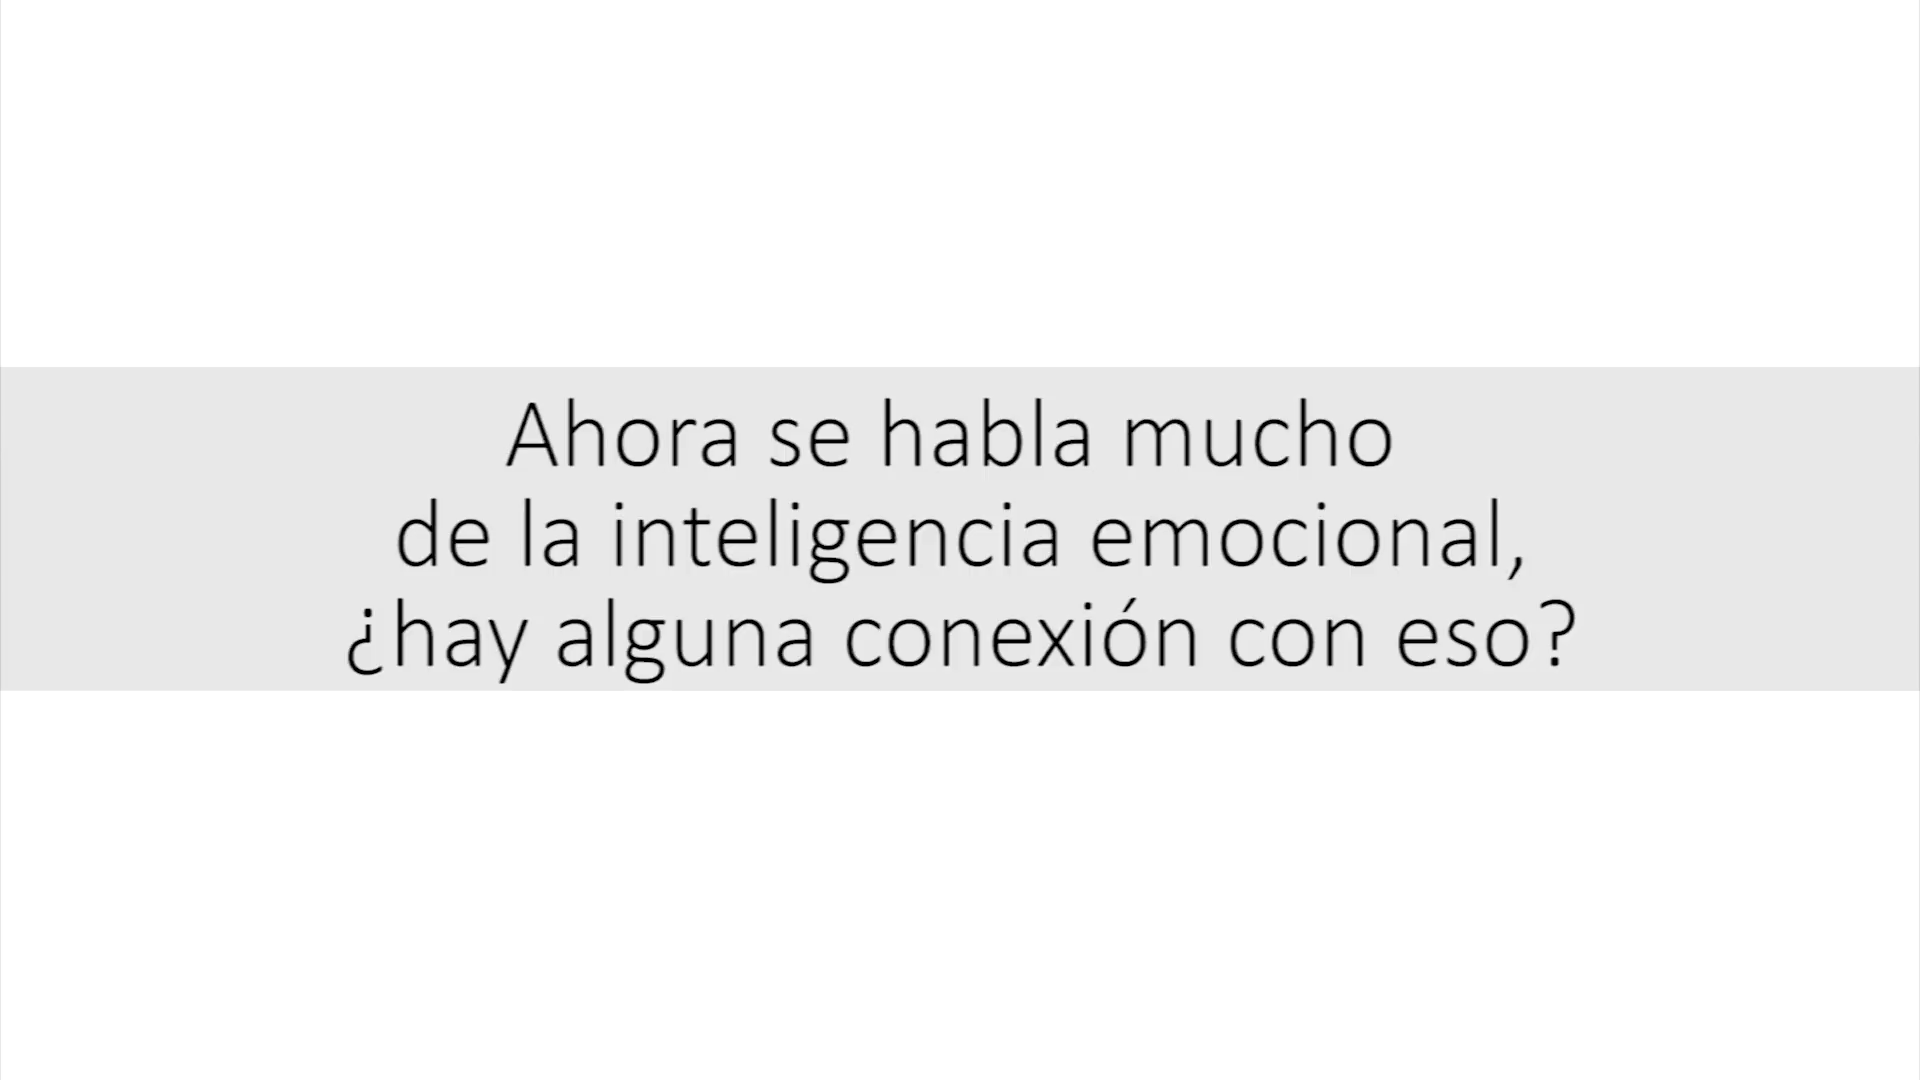 Ahora se habla mucho
de la inteligencia emocional,
¿hay alguna conexión con eso?